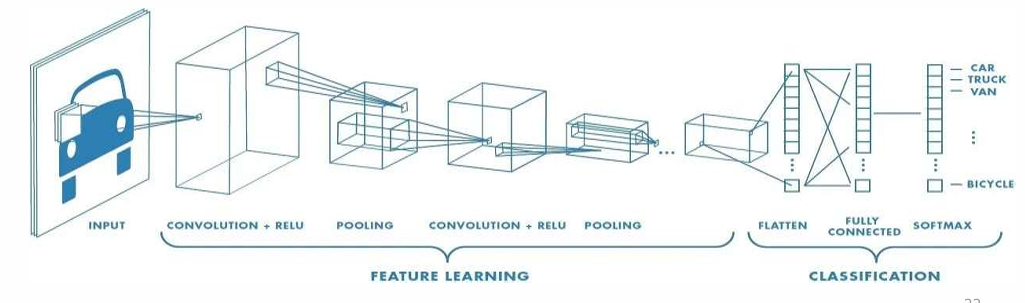 CAR
TRUCK
VAN
BICYCLE
INPUT
CONVOLUTION + RELU
POOLING
CONVOLUTION + RELU
POOLING
FLATTEN
FULLY
CONNECTED
SOFTMAX
FEATURE LEARNING
CLASSIFICATION